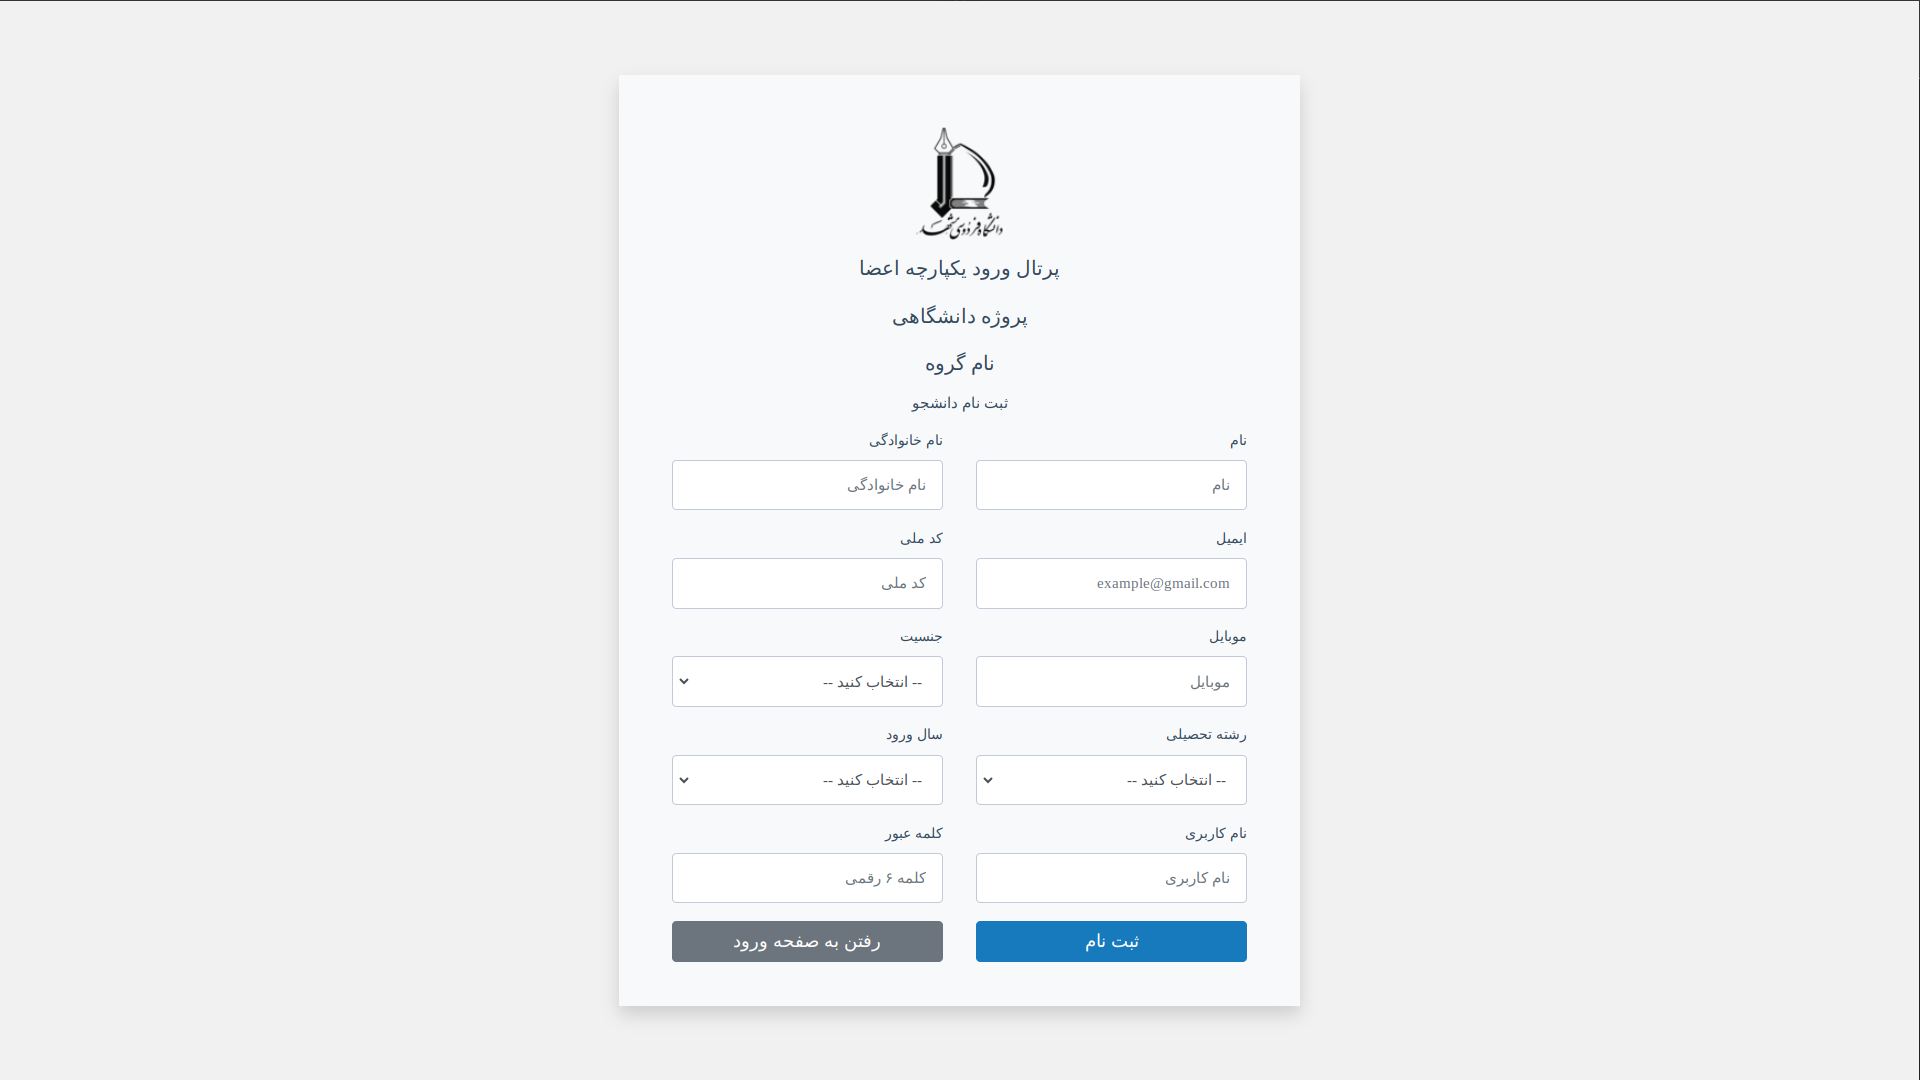 دانشگاه فردوسی مشهد
پرتال ورود یکپارچه اعضا
پروژه دانشگاهی
نام گروه
ثبت نام دانشجو
نام
نام خانوادگی
نام
نام خانوادگی
ایمیل
کد ملی
example@gmail.com
کد ملی
موبایل
جنسیت
موبایل
-- انتخاب کنید --
رشته تحصیلی
سال ورود
-- انتخاب کنید --
-- انتخاب کنید --
نام کاربری
کلمه عبور
نام کاربری
کلمه ۶ رقمی
ثبت نام
رفتن به صفحه ورود